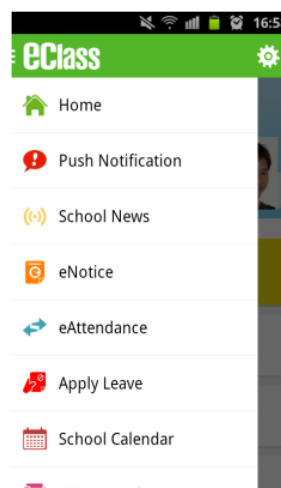 16:5
eClass
Home
Push Notification
School News
eNotice
eAttendance
Apply Leave
School Calendar